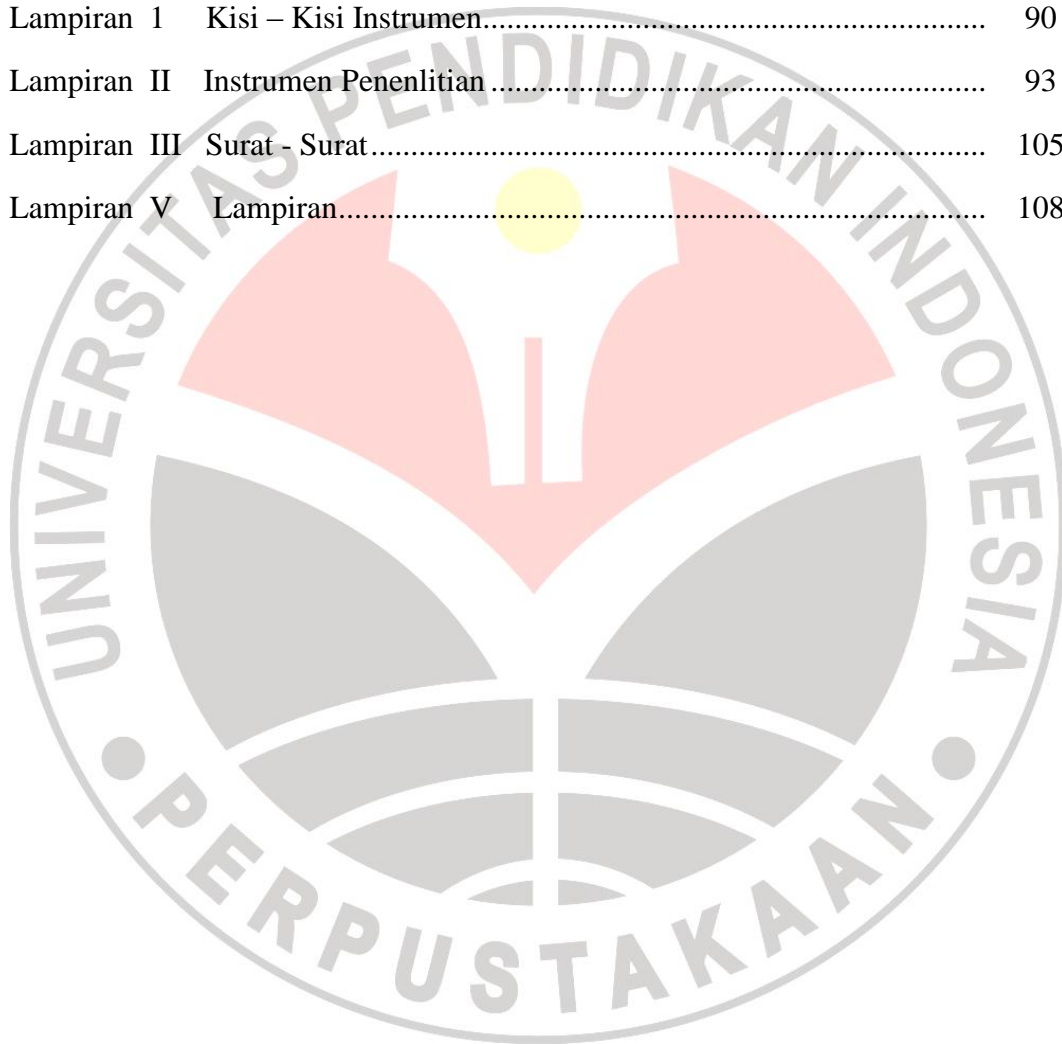 Lampiran 1 Kisi – Kisi Instrumen............................................................... 90
Lampiran II Instrumen Penenlitian .............................................................. 93
Lampiran III Surat - Surat............................................................................. 105
Lampiran V Lampiran................................................................................. 108
UNIVERSITAS PENDIDIKAN INDONESIA
PERPUSTAKAAN